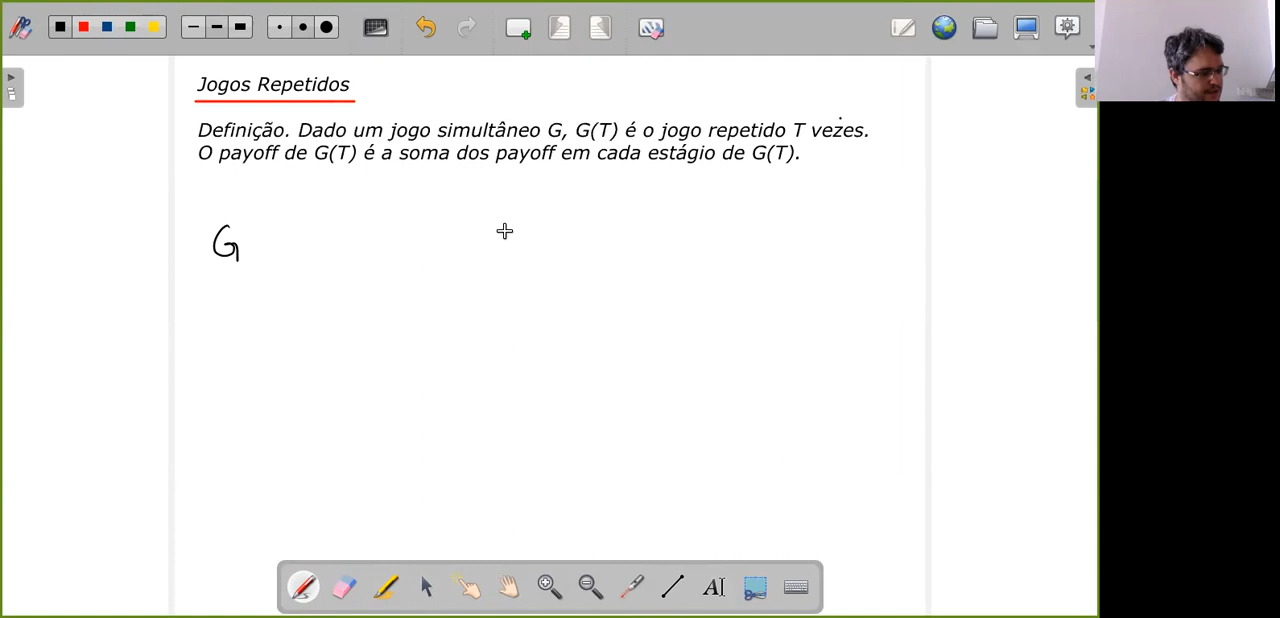 Jogos Repetidos
Definição. Dado um jogo simultâneo G, G(T) é o jogo repetido T vezes.
O payoff de G(T) é a soma dos payoff em cada estágio de G(T).
G